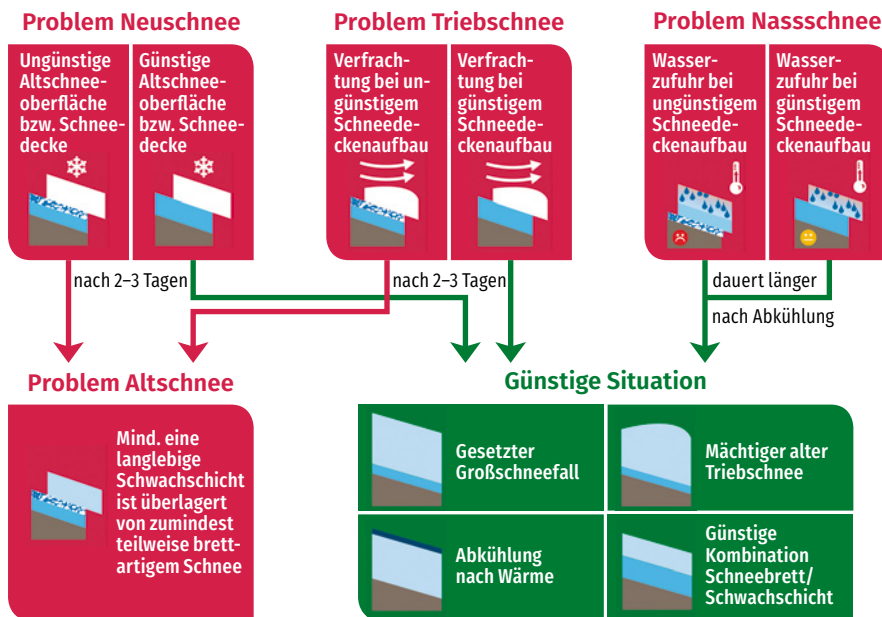 Problem Neuschnee
Ungünstige
Altschnee-
oberfläche
bzw. Schnee-
decke
Günstige
Altschnee-
oberfläche
bzw. Schnee-
decke
Problem Triebschnee
Verfrach-
tung bei un-
günstigem
Schneede-
ckenaufbau
Verfrach-
tung bei
günstigem
Schneede-
ckenaufbau
Problem Nassschnee
Wasser-
zufuhr bei
ungünstigem
Schneede-
ckenaufbau
Wasser-
zufuhr bei
günstigem
Schneede-
ckenaufbau
nach 2–3 Tagen
nach 2–3 Tagen
dauert länger
nach Abkühlung
Problem Altschnee
Mind. eine
langlebige
Schwachschicht
ist überlagert
von zumindest
teilweise brett-
artigem Schnee
Günstige Situation
Gesetzter
Großschneefall
Mächtiger alter
Triebschnee
Abkühlung
nach Wärme
Günstige
Kombination
Schneebrett/
Schwachschicht